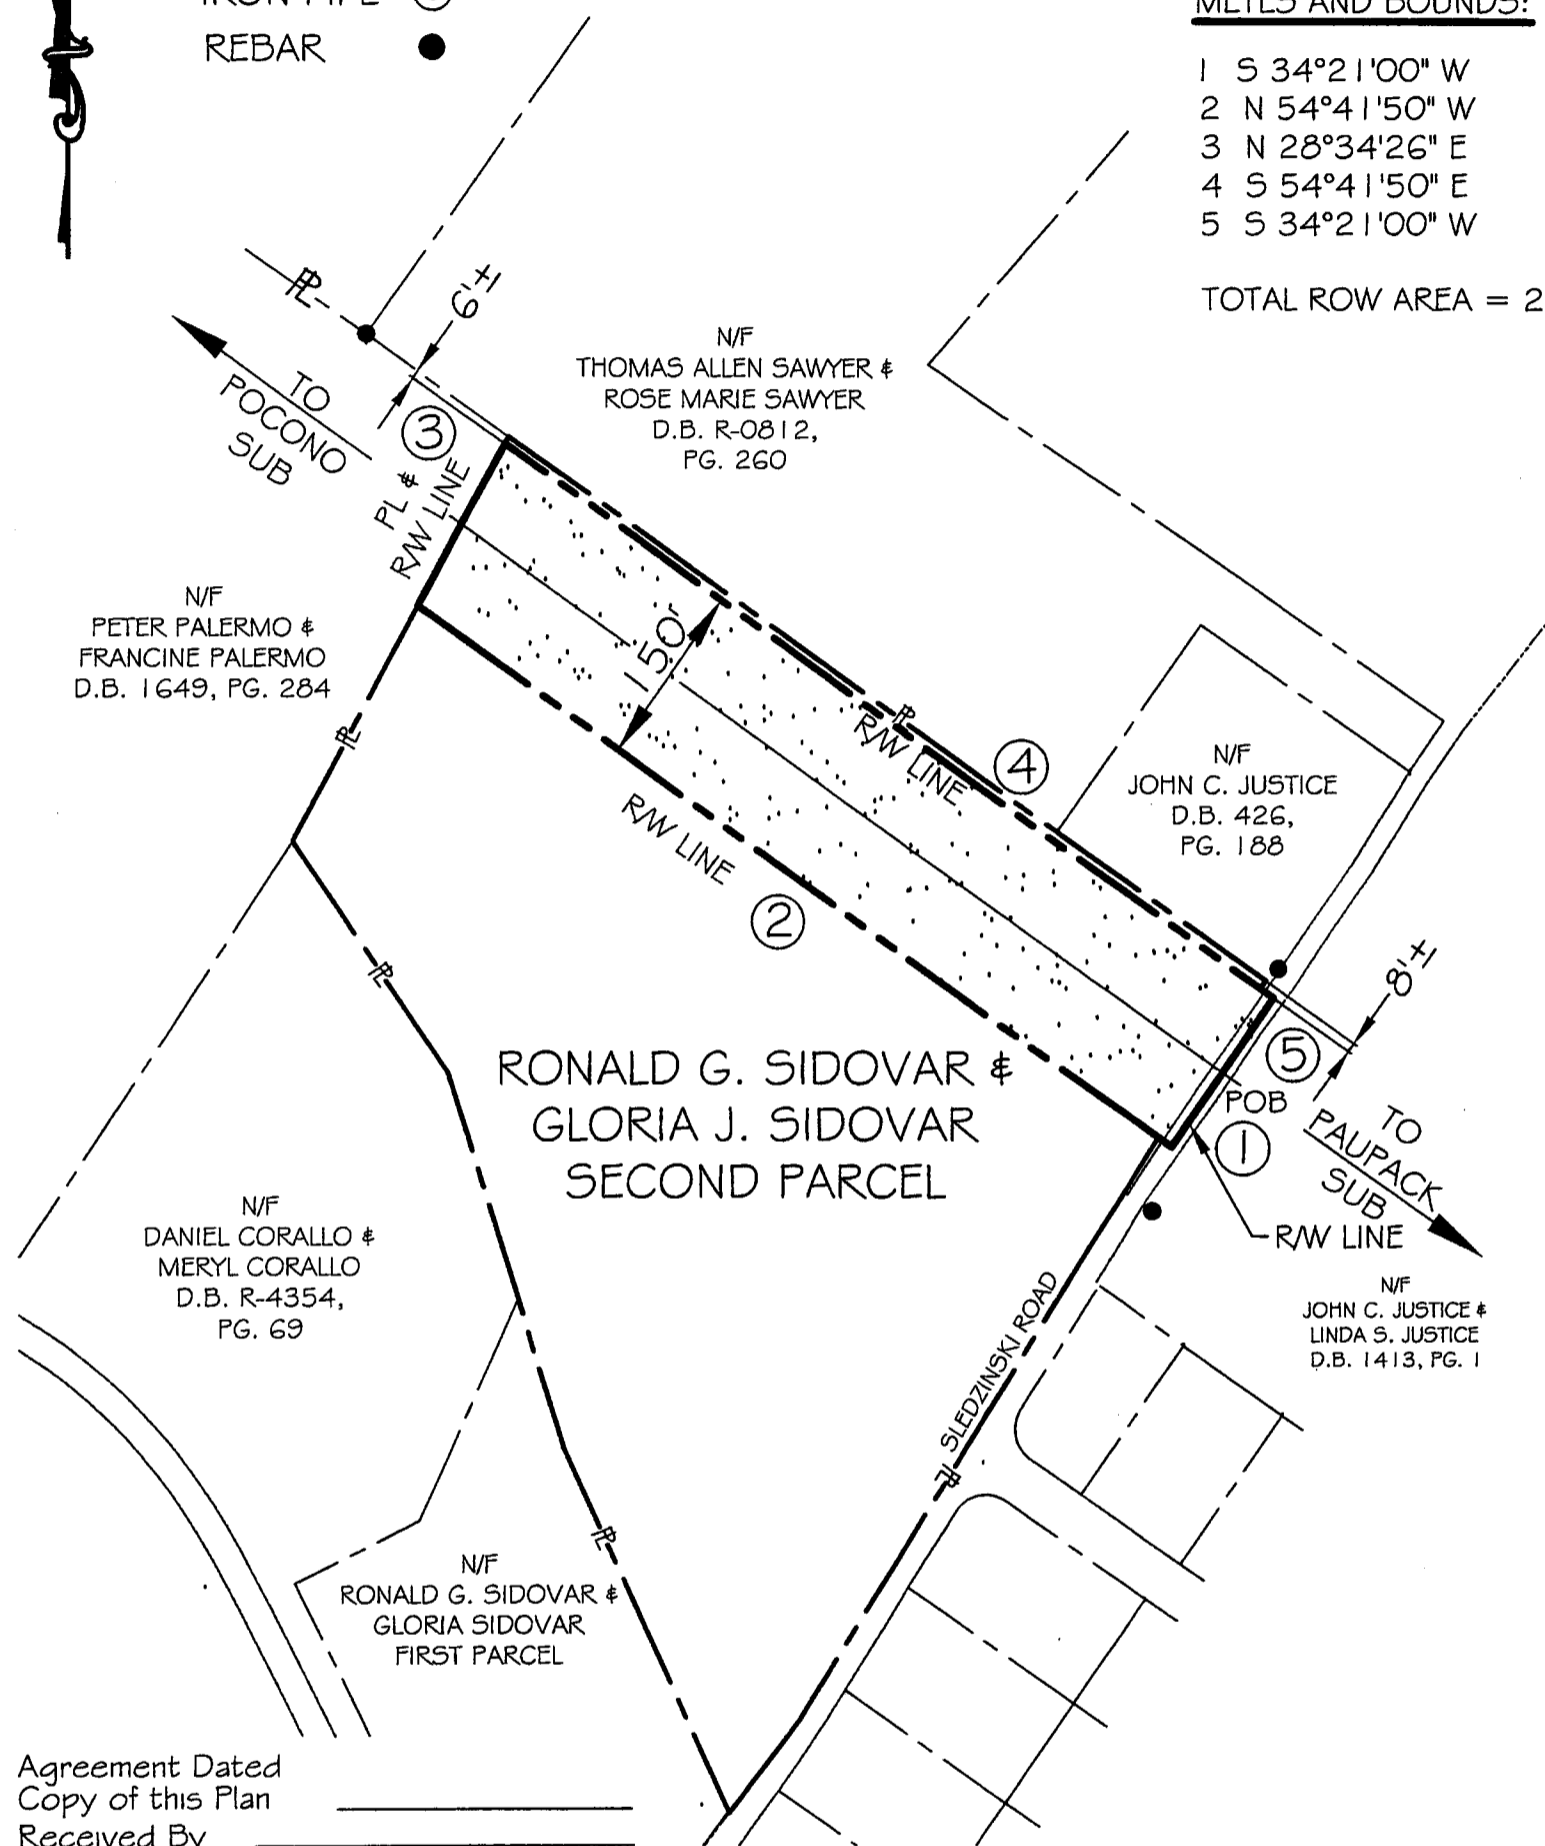 IRON PIPE
REBAR
METES AND BOUNDS:
1 S 34°21'00" W
2 N 54°41'50" W
3 N 28°34'26" E
4 S 54°41'50" E
5 S 34°21'00" W
TOTAL ROW AREA = 2
PL
6'±
TO
POCONO
SUB
3
PL &
R/W LINE
N/F
THOMAS ALLEN SAWYER &
ROSE MARIE SAWYER
D.B. R-0812,
PG. 260
N/F
PETER PALERMO &
FRANCINE PALERMO
D.B. 1649, PG. 284
PL
150'
PL
R/W LINE
4
N/F
JOHN C. JUSTICE
D.B. 426,
PG. 188
R/W LINE
2
PL
8'±
5
POB
1
TO
PAUPACK
SUB
R/W LINE
RONALD G. SIDOVAR &
GLORIA J. SIDOVAR
SECOND PARCEL
N/F
DANIEL CORALLO &
MERYL CORALLO
D.B. R-4354,
PG. 69
N/F
JOHN C. JUSTICE &
LINDA S. JUSTICE
D.B. 1413, PG. 1
SLEDZINSKI ROAD
PL
PL
N/F
RONALD G. SIDOVAR &
GLORIA SIDOVAR
FIRST PARCEL
Agreement Dated
Copy of this Plan
Received By